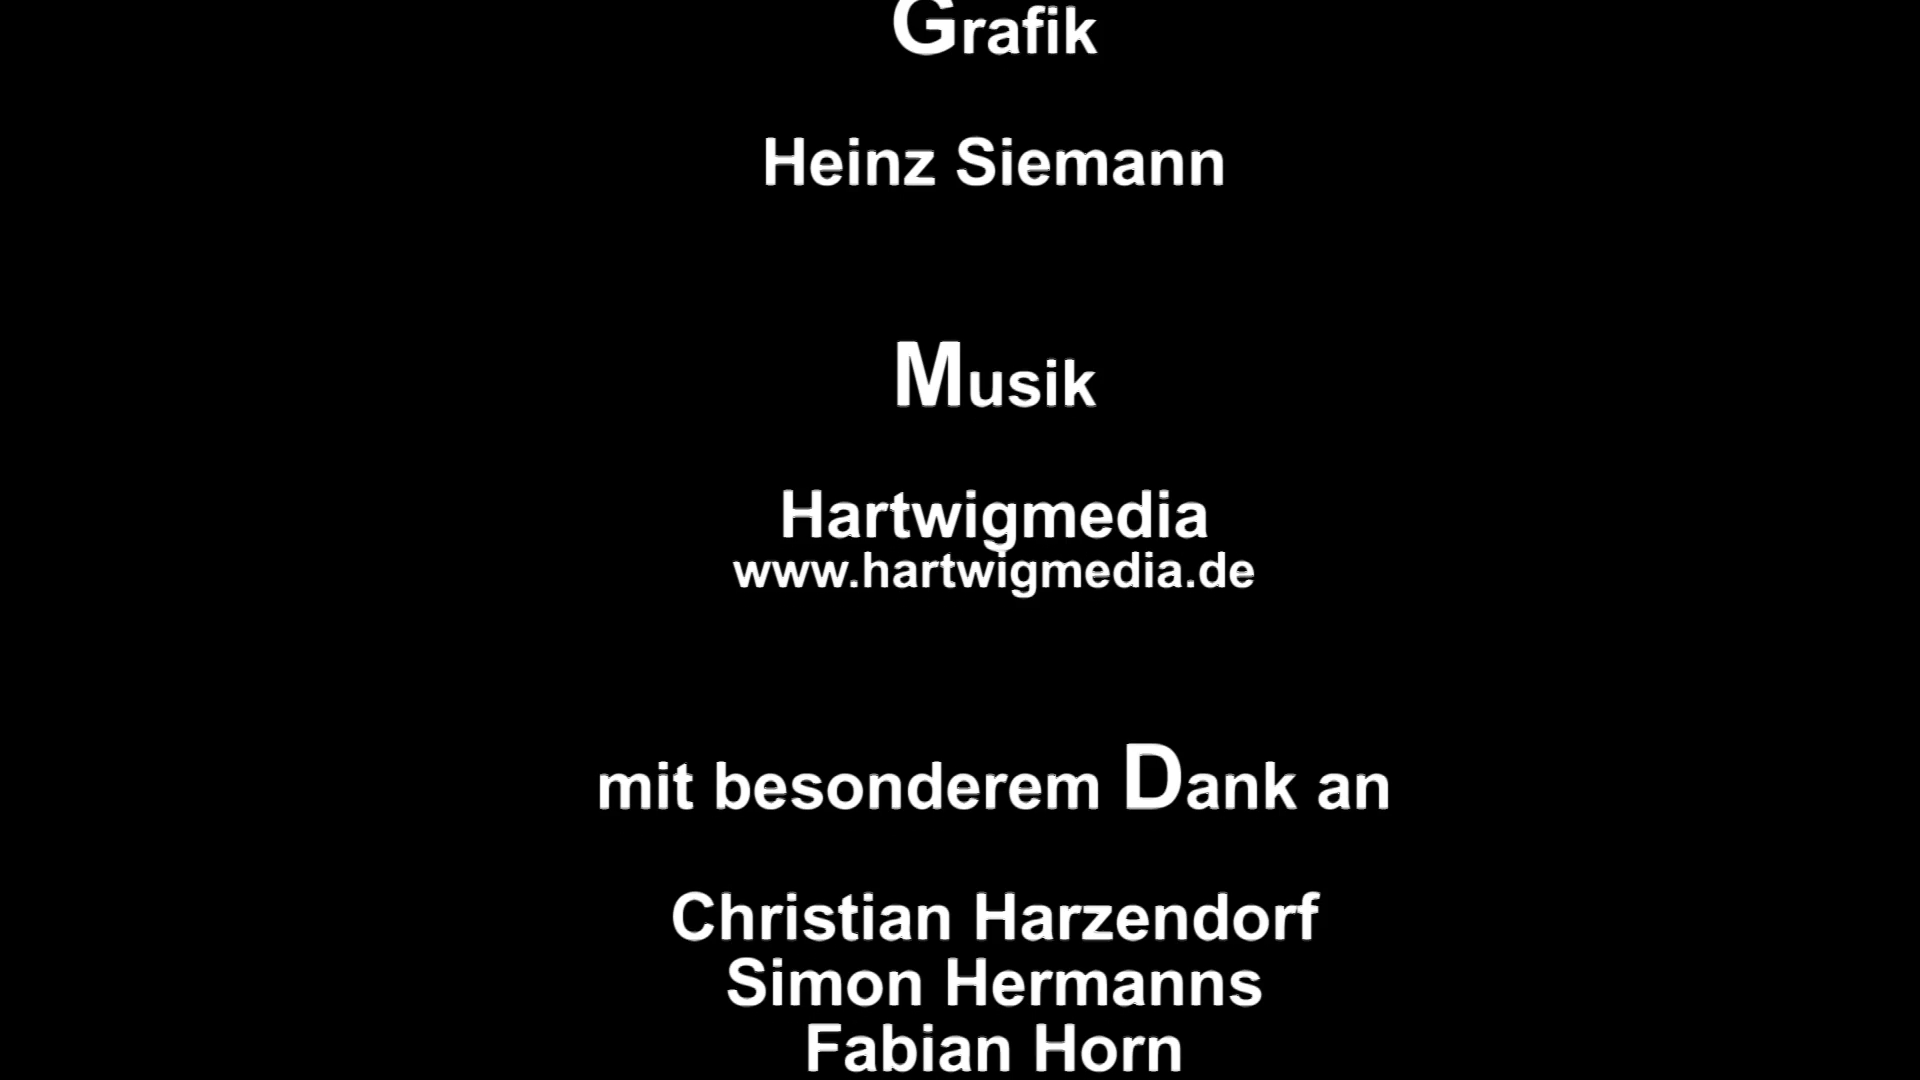 Grafik
Heinz Siemann
Musik
Hartwigmedia
www.hartwigmedia.de
mit besonderem Dank an
Christian Harzendorf
Simon Hermanns
Fabian Horn